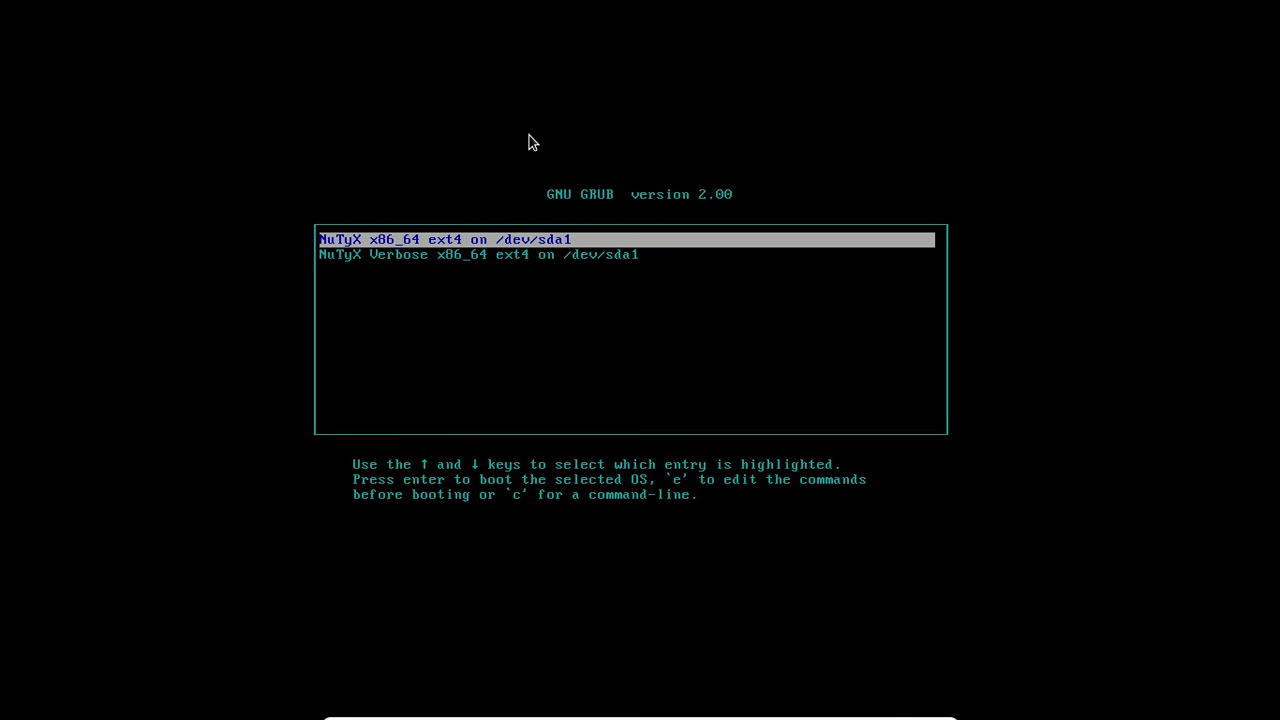 GNU GRUB  version 2.00
NuTyX x86_64 ext4 on /dev/sda1
NuTyX Verbose x86_64 ext4 on /dev/sda1
Use the ↑ and ↓ keys to select which entry is highlighted.
Press enter to boot the selected OS, `e' to edit the commands
before booting or `c' for a command-line.